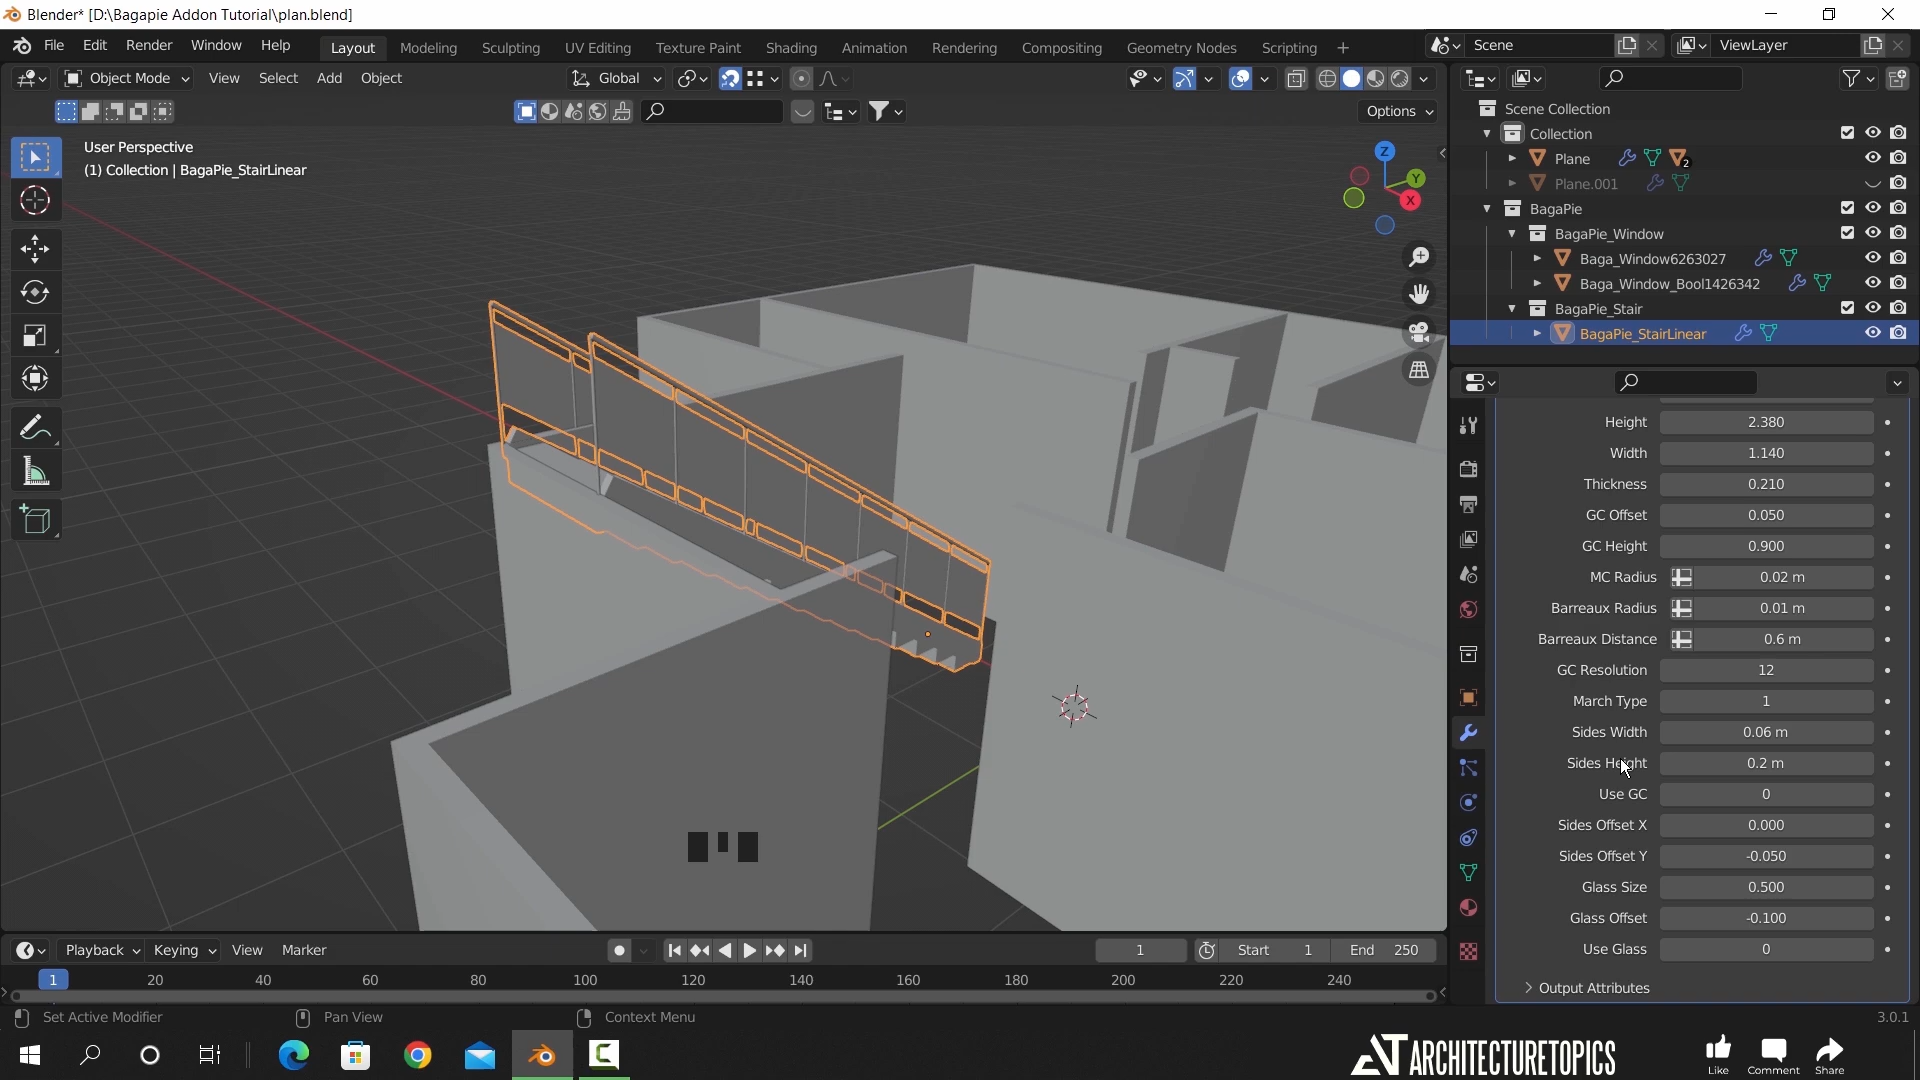 Blender* [D:\Bagapie Addon Tutorial\plan.blend]
File Edit Render Window Help Layout Modeling Sculpting UV Editing Texture Paint Shading Animation Rendering Compositing Geometry Nodes Scripting Scene ViewLayer
Object Mode View Select Add Object Global
Options
User Perspective
(1) Collection | BagaPie_StairLinear
Z
Y
X
Scene Collection
Collection
Plane 2
Plane.001
BagaPie
BagaPie_Window
Baga_Window6263027
Baga_Window_Bool1426342
BagaPie_Stair
BagaPie_StairLinear
Height 2.380
Width 1.140
Thickness 0.210
GC Offset 0.050
GC Height 0.900
MC Radius 0.02 m
Barreaux Radius 0.01 m
Barreaux Distance 0.6 m
GC Resolution 12
March Type 1
Sides Width 0.06 m
Sides Height 0.2 m
Use GC 0
Sides Offset X 0.000
Sides Offset Y -0.050
Glass Size 0.500
Glass Offset -0.100
Use Glass 0
Output Attributes
Playback Keying View Marker 1 Start 1 End 250
1 20 40 60 80 100 120 140 160 180 200 220 240
Set Active Modifier Pan View Context Menu 3.0.1
AT ARCHITECTURETOPICS
Like Comment Share